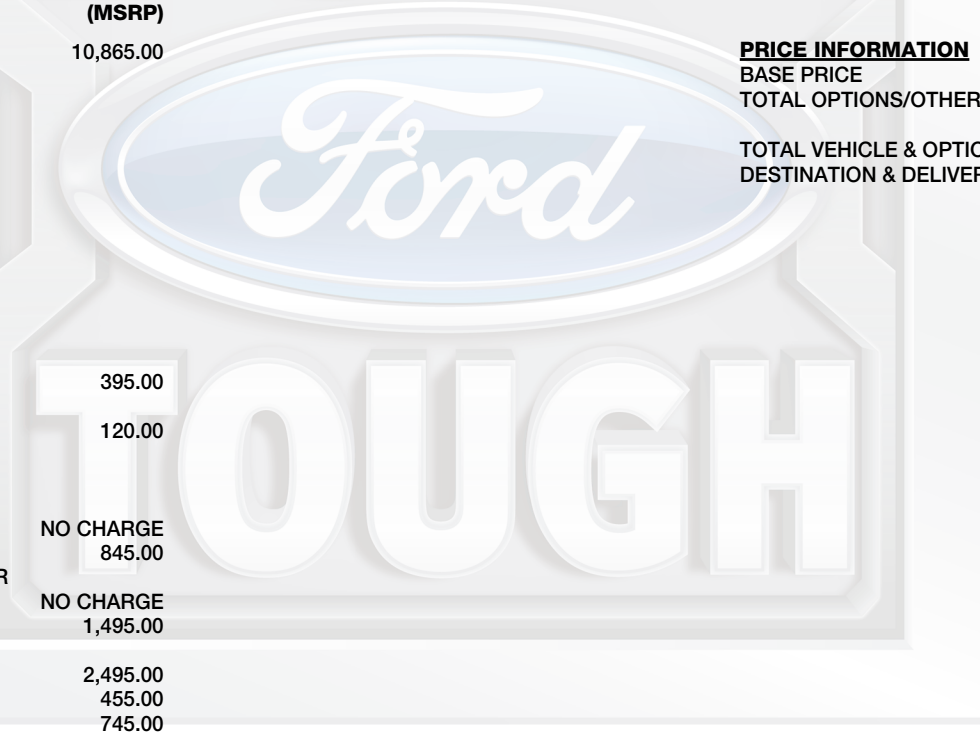 (MSRP)
10,865.00
395.00
120.00
NO CHARGE
845.00
R
NO CHARGE
1,495.00
2,495.00
455.00
745.00
PRICE INFORMATION
BASE PRICE
TOTAL OPTIONS/OTHER
TOTAL VEHICLE & OPTIO
DESTINATION & DELIVER
Ford
TOUGH